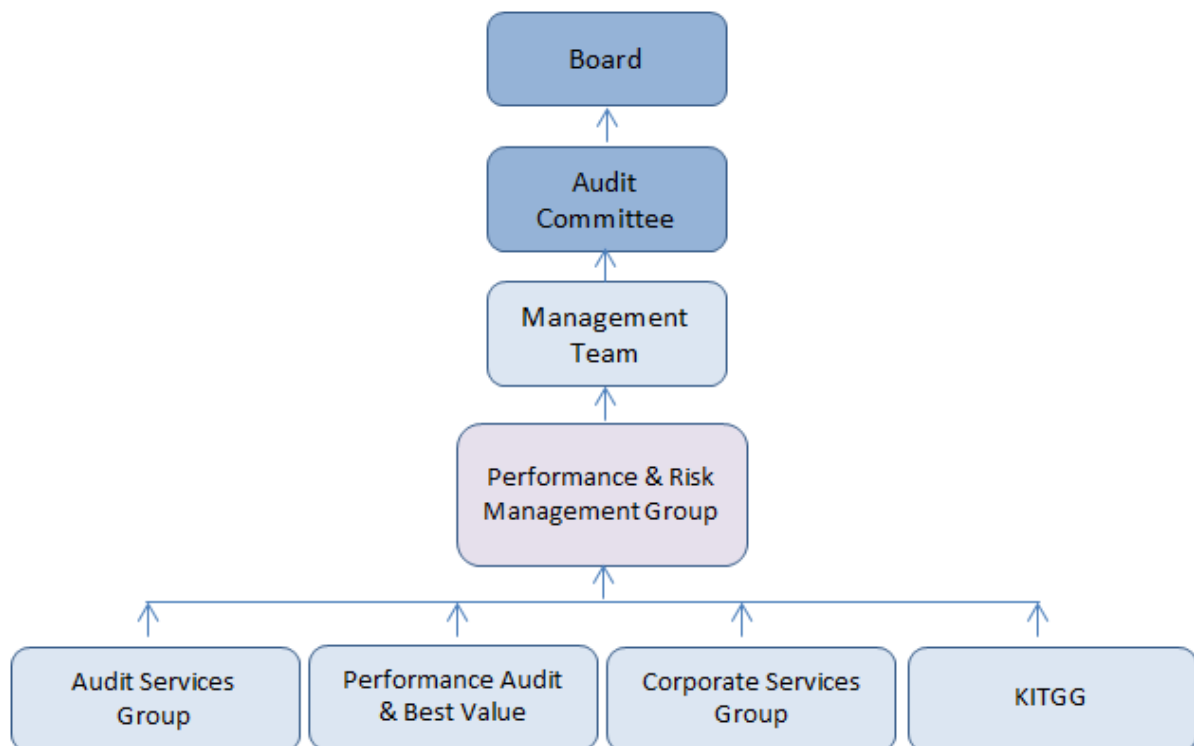 Board
Audit
Committee
Management
Team
Performance & Risk
Management Group
Audit Services
Group
Performance Audit
& Best Value
Corporate Services
Group
KITGG